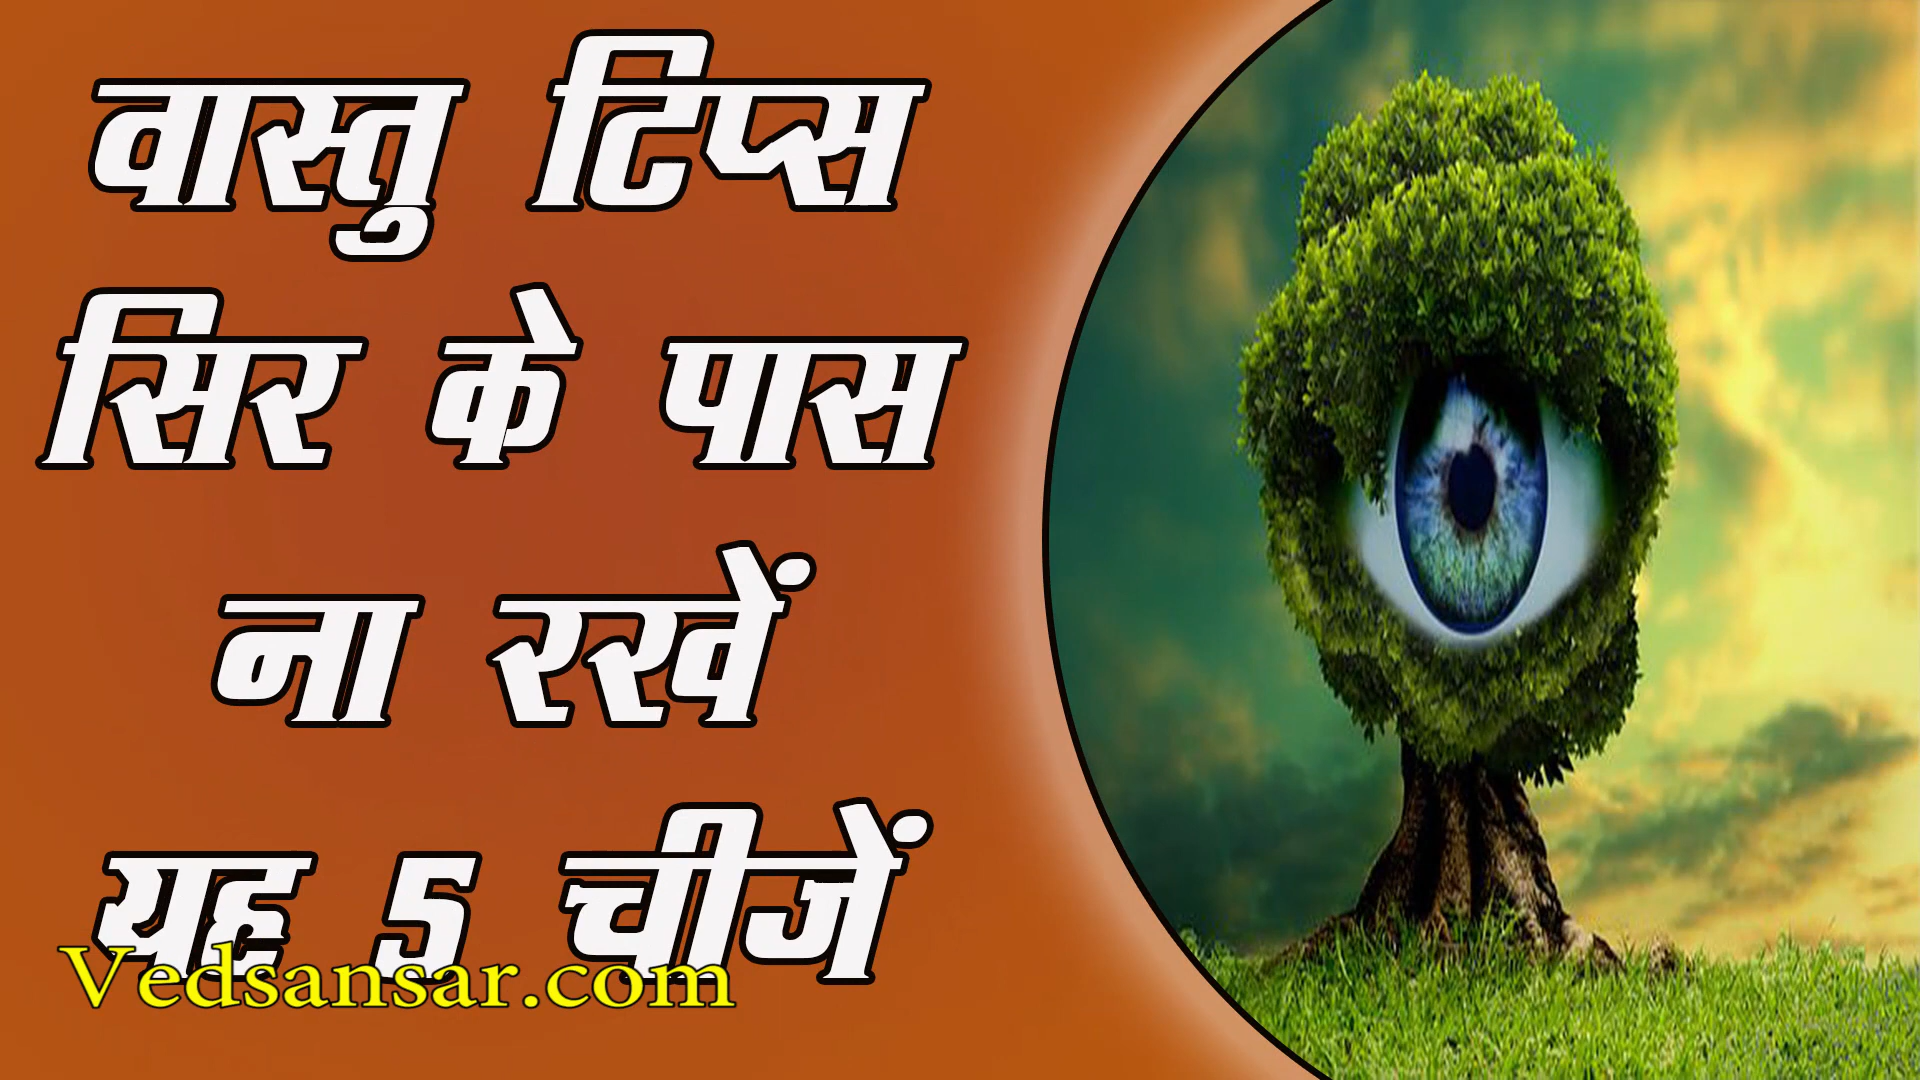 वास्तु टिप्स
सिर के पास
ना रखें
यह 5 चीजें
Vedsansar.com